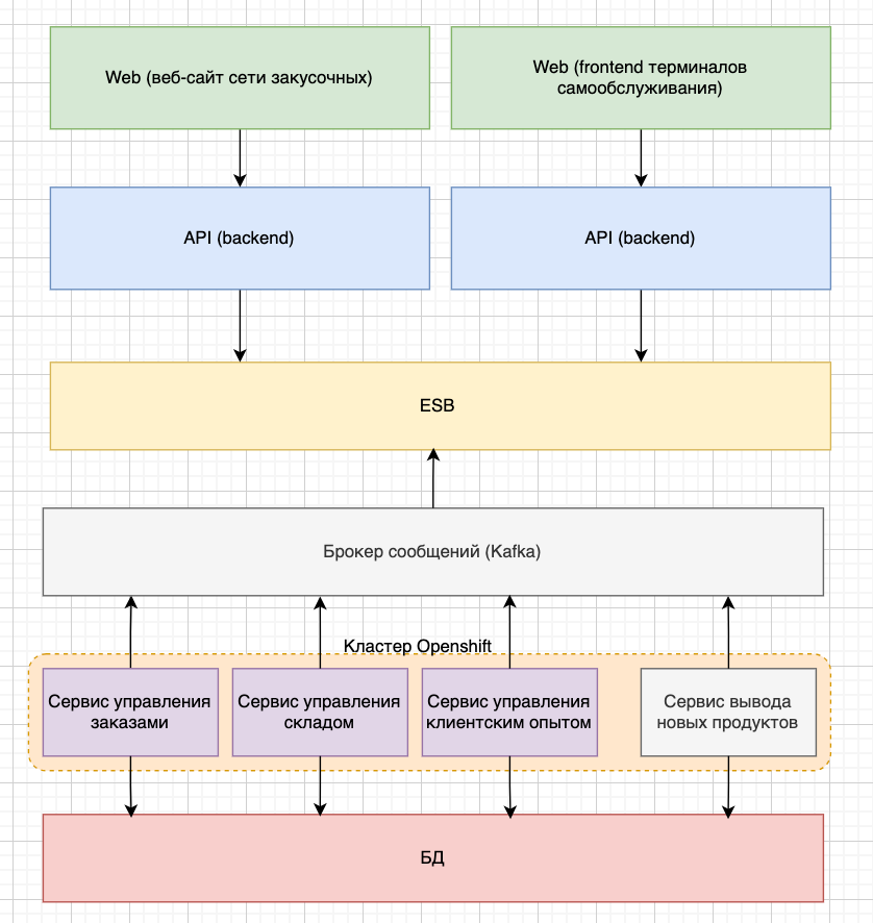 Web (веб-сайт сети закусочных)
Web (frontend терминалов
самообслуживания)
API (backend)
API (backend)
ESB
Брокер сообщений (Kafka)
Кластер Openshift
Сервис управления
заказами
Сервис управления
складом
Сервис управления
клиентским опытом
Сервис вывода
новых продуктов
БД